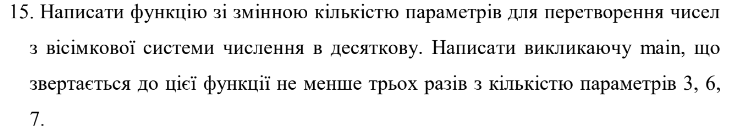 15. Написати функцію зі змінною кількістю параметрів для перетворення чисел
з вісімкової системи числення в десяткову. Написати викликаючу main, що
звертається до цієї функції не менше трьох разів з кількістю параметрів 3, 6,
7.